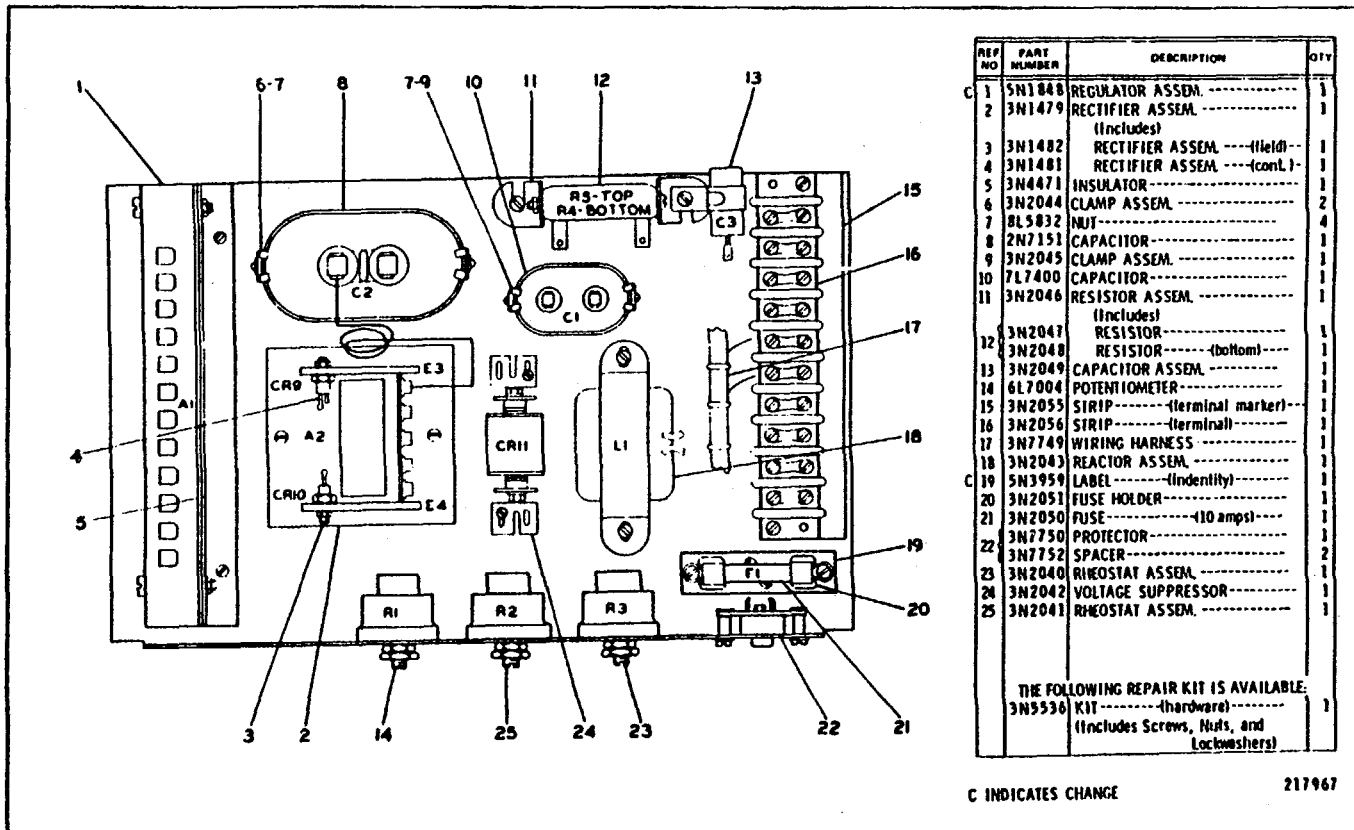 1
6-7
8
7-9
10
11
12
13
R5-TOP
R4-BOTTOM
15
C3
16
C2
C1
17
E3
CR9
A1
A2
CR11
L1
18
4
CR10
5
E4
19
F1
20
R1
R2
R3
3
2
14
25
24
23
22
21
REF NO PART NUMBER DESCRIPTION QTY
C 1 5N1848 REGULATOR ASSEM. 1
2 3N1479 RECTIFIER ASSEM. 1
(Includes)
3 3N1482 RECTIFIER ASSEM. ----(field)-- 1
4 3N1481 RECTIFIER ASSEM. ----(cont.)- 1
5 3N4471 INSULATOR 1
6 3N2044 CLAMP ASSEM. 2
7 8L5832 NUT 4
8 2N7151 CAPACITOR 1
9 3N2045 CLAMP ASSEM. 1
10 7L7400 CAPACITOR 1
11 3N2046 RESISTOR ASSEM. 1
(Includes)
12 3N2047 RESISTOR 1
3N2048 RESISTOR ------(bottom)---- 1
13 3N2049 CAPACITOR ASSEM. 1
14 6L7004 POTENTIOMETER 1
15 3N2055 STRIP -------(terminal marker)-- 1
16 3N2056 STRIP -------(terminal)---- 1
17 3N7749 WIRING HARNESS 1
18 3N2043 REACTOR ASSEM. 1
C 19 5N3959 LABEL --------(indentity)------ 1
20 3N2051 FUSE HOLDER 1
21 3N2050 FUSE ----------(10 amps)---- 1
22 3N7750 PROTECTOR 1
3N7752 SPACER 2
23 3N2040 RHEOSTAT ASSEM. 1
24 3N2042 VOLTAGE SUPPRESSOR 1
25 3N2041 RHEOSTAT ASSEM. 1
THE FOLLOWING REPAIR KIT IS AVAILABLE:
3N5536 KIT --------(hardware)------- 1
(Includes Screws, Nuts, and
Lockwashers)
C INDICATES CHANGE
217967